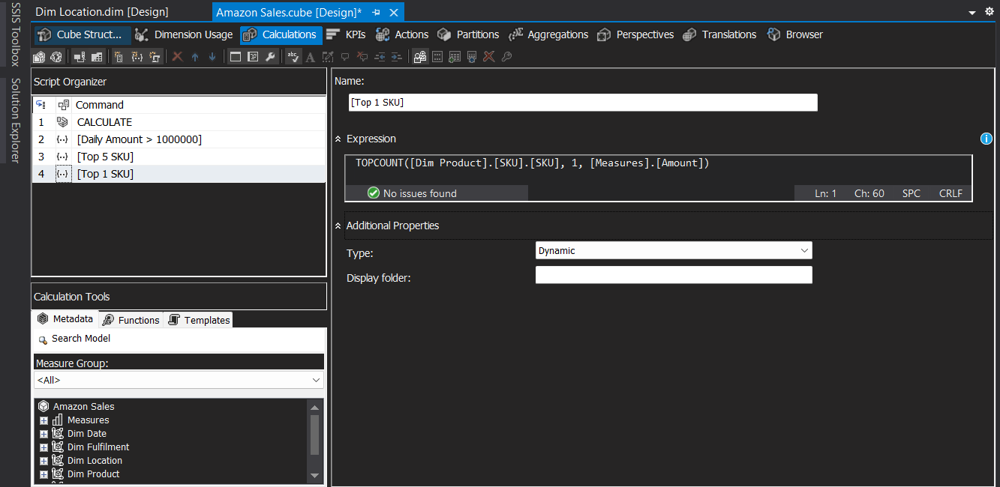 SSIS Toolbox
Solution Explorer
Dim Location.dim [Design]
Amazon Sales.cube [Design]*
Cube Struct...
Dimension Usage
Calculations
KPIs
Actions
Partitions
Aggregations
Perspectives
Translations
Browser
Script Organizer
Command
1 CALCULATE
2 [Daily Amount > 1000000]
3 [Top 5 SKU]
4 [Top 1 SKU]
Calculation Tools
Metadata
Functions
Templates
Search Model
Measure Group:
<All>
Amazon Sales
Measures
Dim Date
Dim Fulfilment
Dim Location
Dim Product
Name:
[Top 1 SKU]
Expression
TOPCOUNT([Dim Product].[SKU].[SKU], 1, [Measures].[Amount])
No issues found
Ln: 1 Ch: 60 SPC CRLF
Additional Properties
Type:
Dynamic
Display folder: